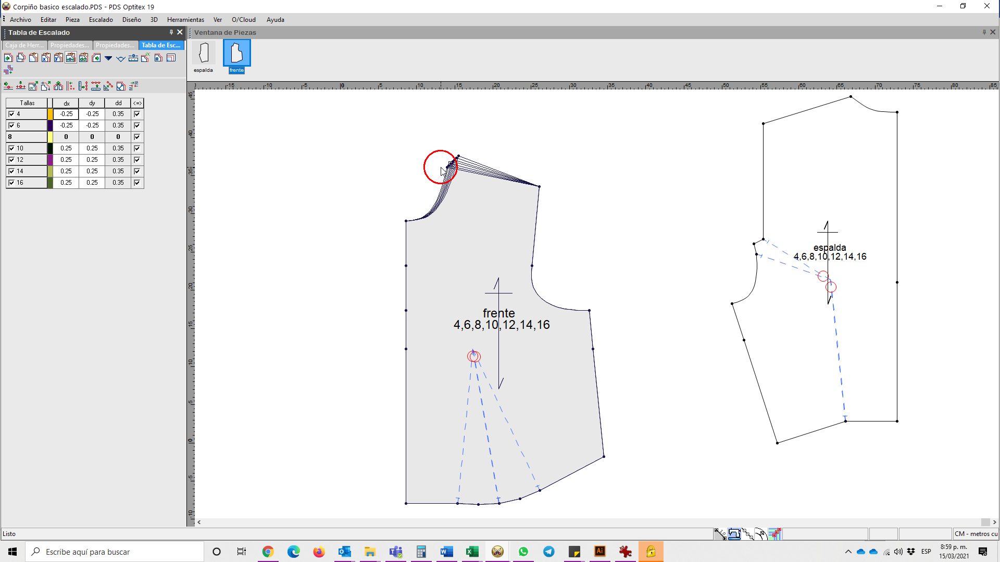 Corpiño basico escalado.PDS - PDS Optitex 19
Archivo Editar Pieza Escalado Diseño 3D Herramientas Ver O/Cloud Ayuda
Tabla de Escalado
Ventana de Piezas
Caja de Herr... Propiedades... Propiedades... Tabla de Esc...
espalda frente
-15 -10 -5 0 5 10 15 20 25 30 35 40 45 50 55 60 65 70 75 80 85
45
40
35
30
25
20
15
10
5
0
-5
-10
Tallas dx dy dd <=>
4 -0.25 -0.25 0.35
6 -0.25 -0.25 0.35
8 0 0 0
10 0.25 0.25 0.35
12 0.25 0.25 0.35
14 0.25 0.25 0.35
16 0.25 0.25 0.35
espalda
4,6,8,10,12,14,16
frente
4,6,8,10,12,14,16
Listo
CM - metros cu
Escribe aquí para buscar
ESP
8:59 p. m.
15/03/2021